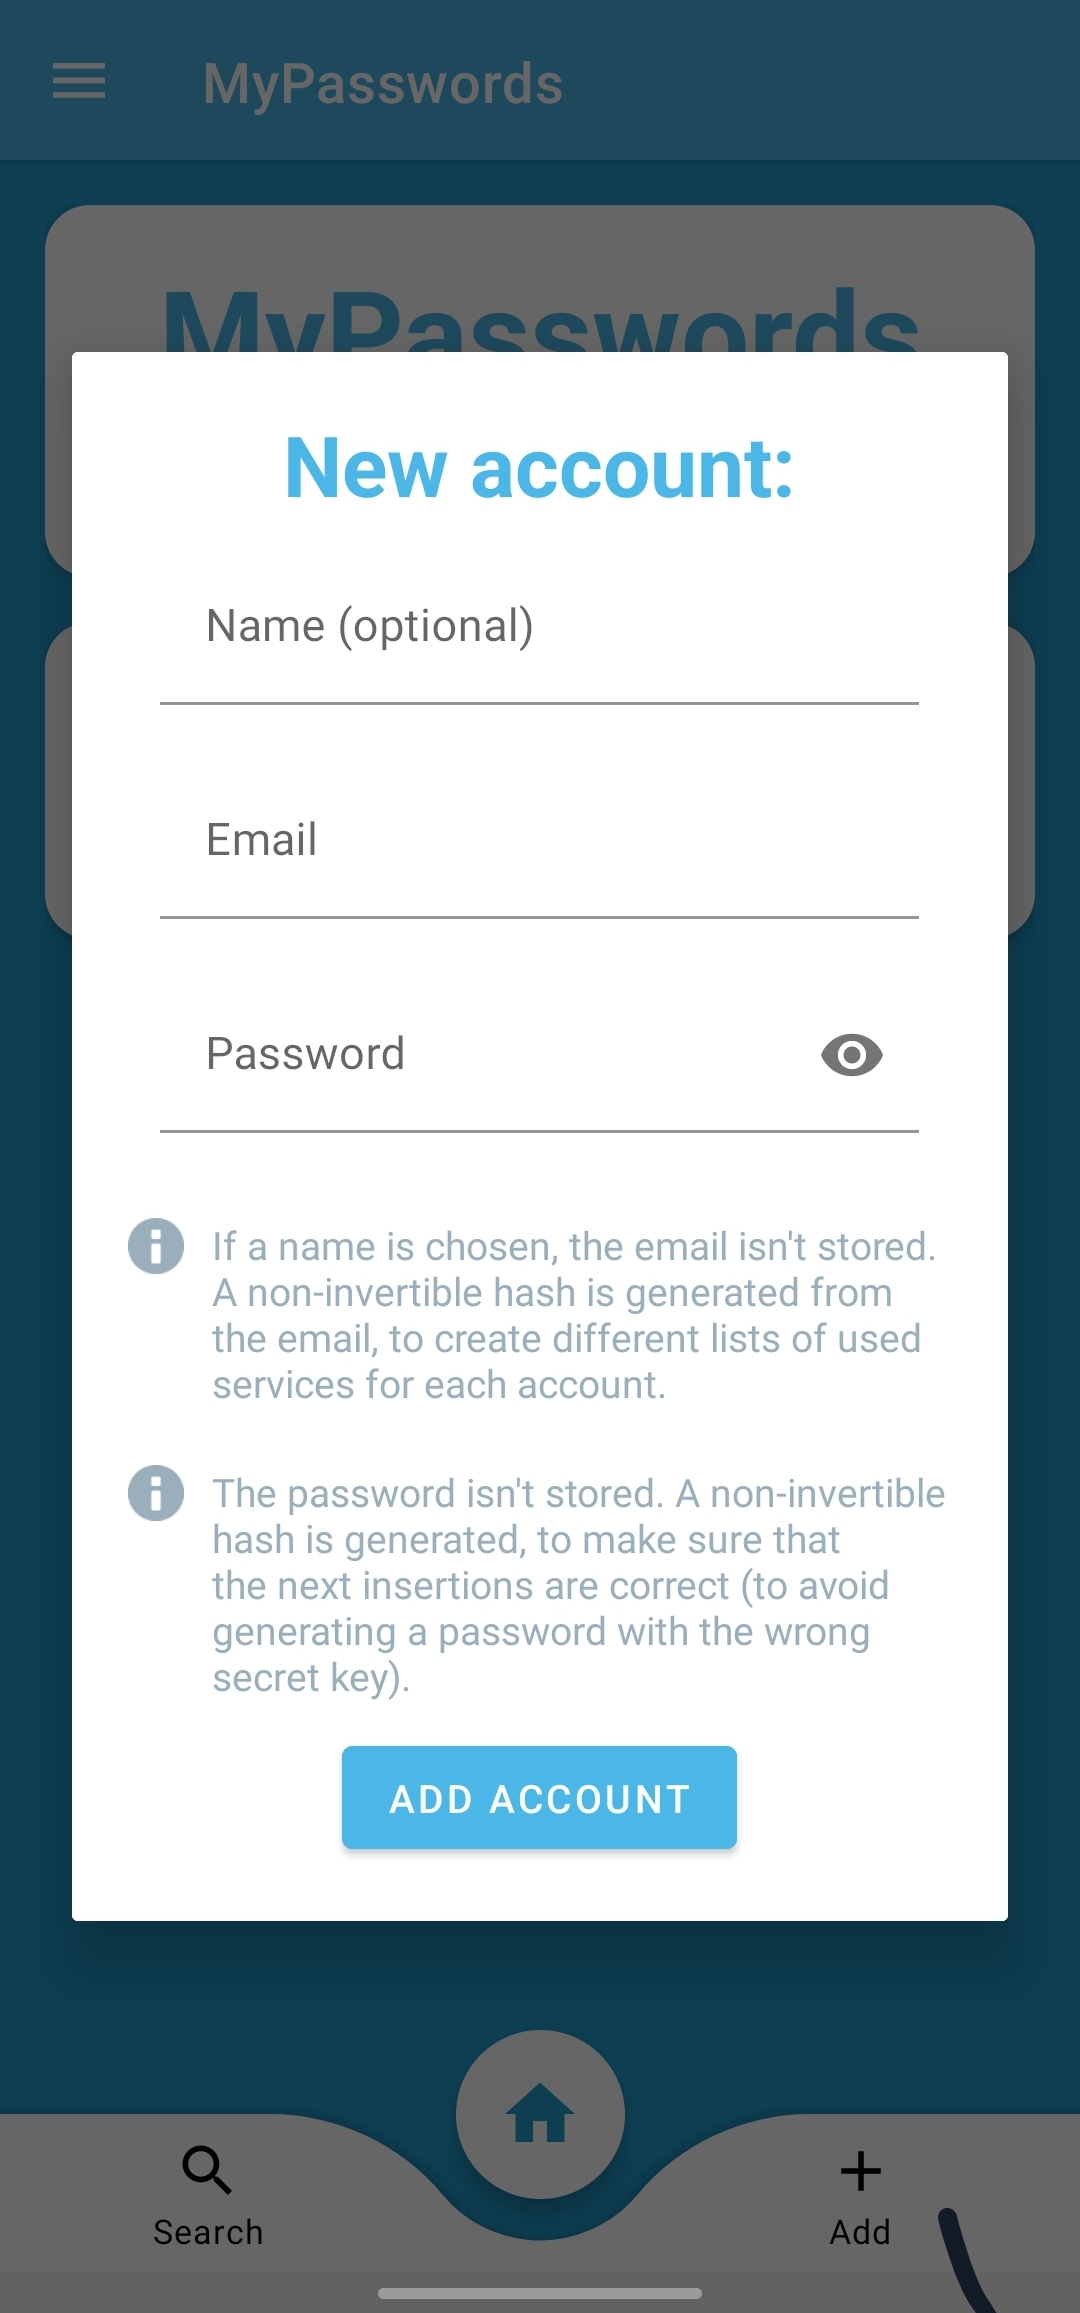 MyPasswords
MyPasswords
New account:
Name (optional)
Email
Password
If a name is chosen, the email isn't stored.
A non-invertible hash is generated from
the email, to create different lists of used
services for each account.
The password isn't stored. A non-invertible
hash is generated, to make sure that
the next insertions are correct (to avoid
generating a password with the wrong
secret key).
ADD ACCOUNT
Search
Add